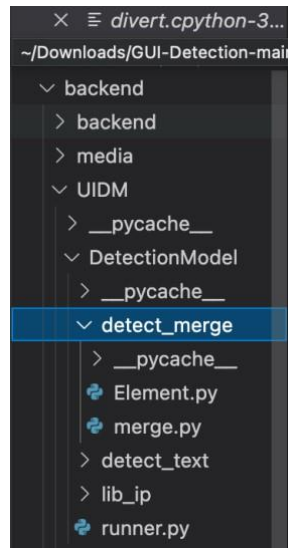 divert.cpython-3...
~/Downloads/GUI-Detection-mai
backend
backend
media
UIDM
__pycache__
DetectionModel
__pycache__
detect_merge
__pycache__
Element.py
merge.py
detect_text
lib_ip
runner.py